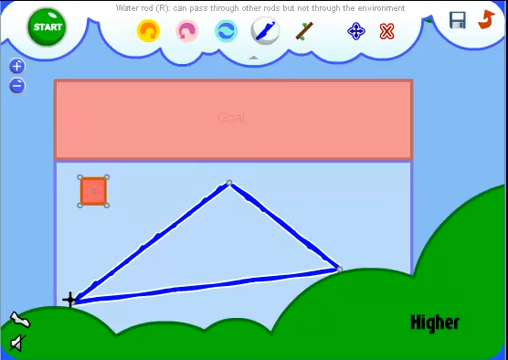 Water rod (R): can pass through other rods but not through the environment
START
Goal
Higher